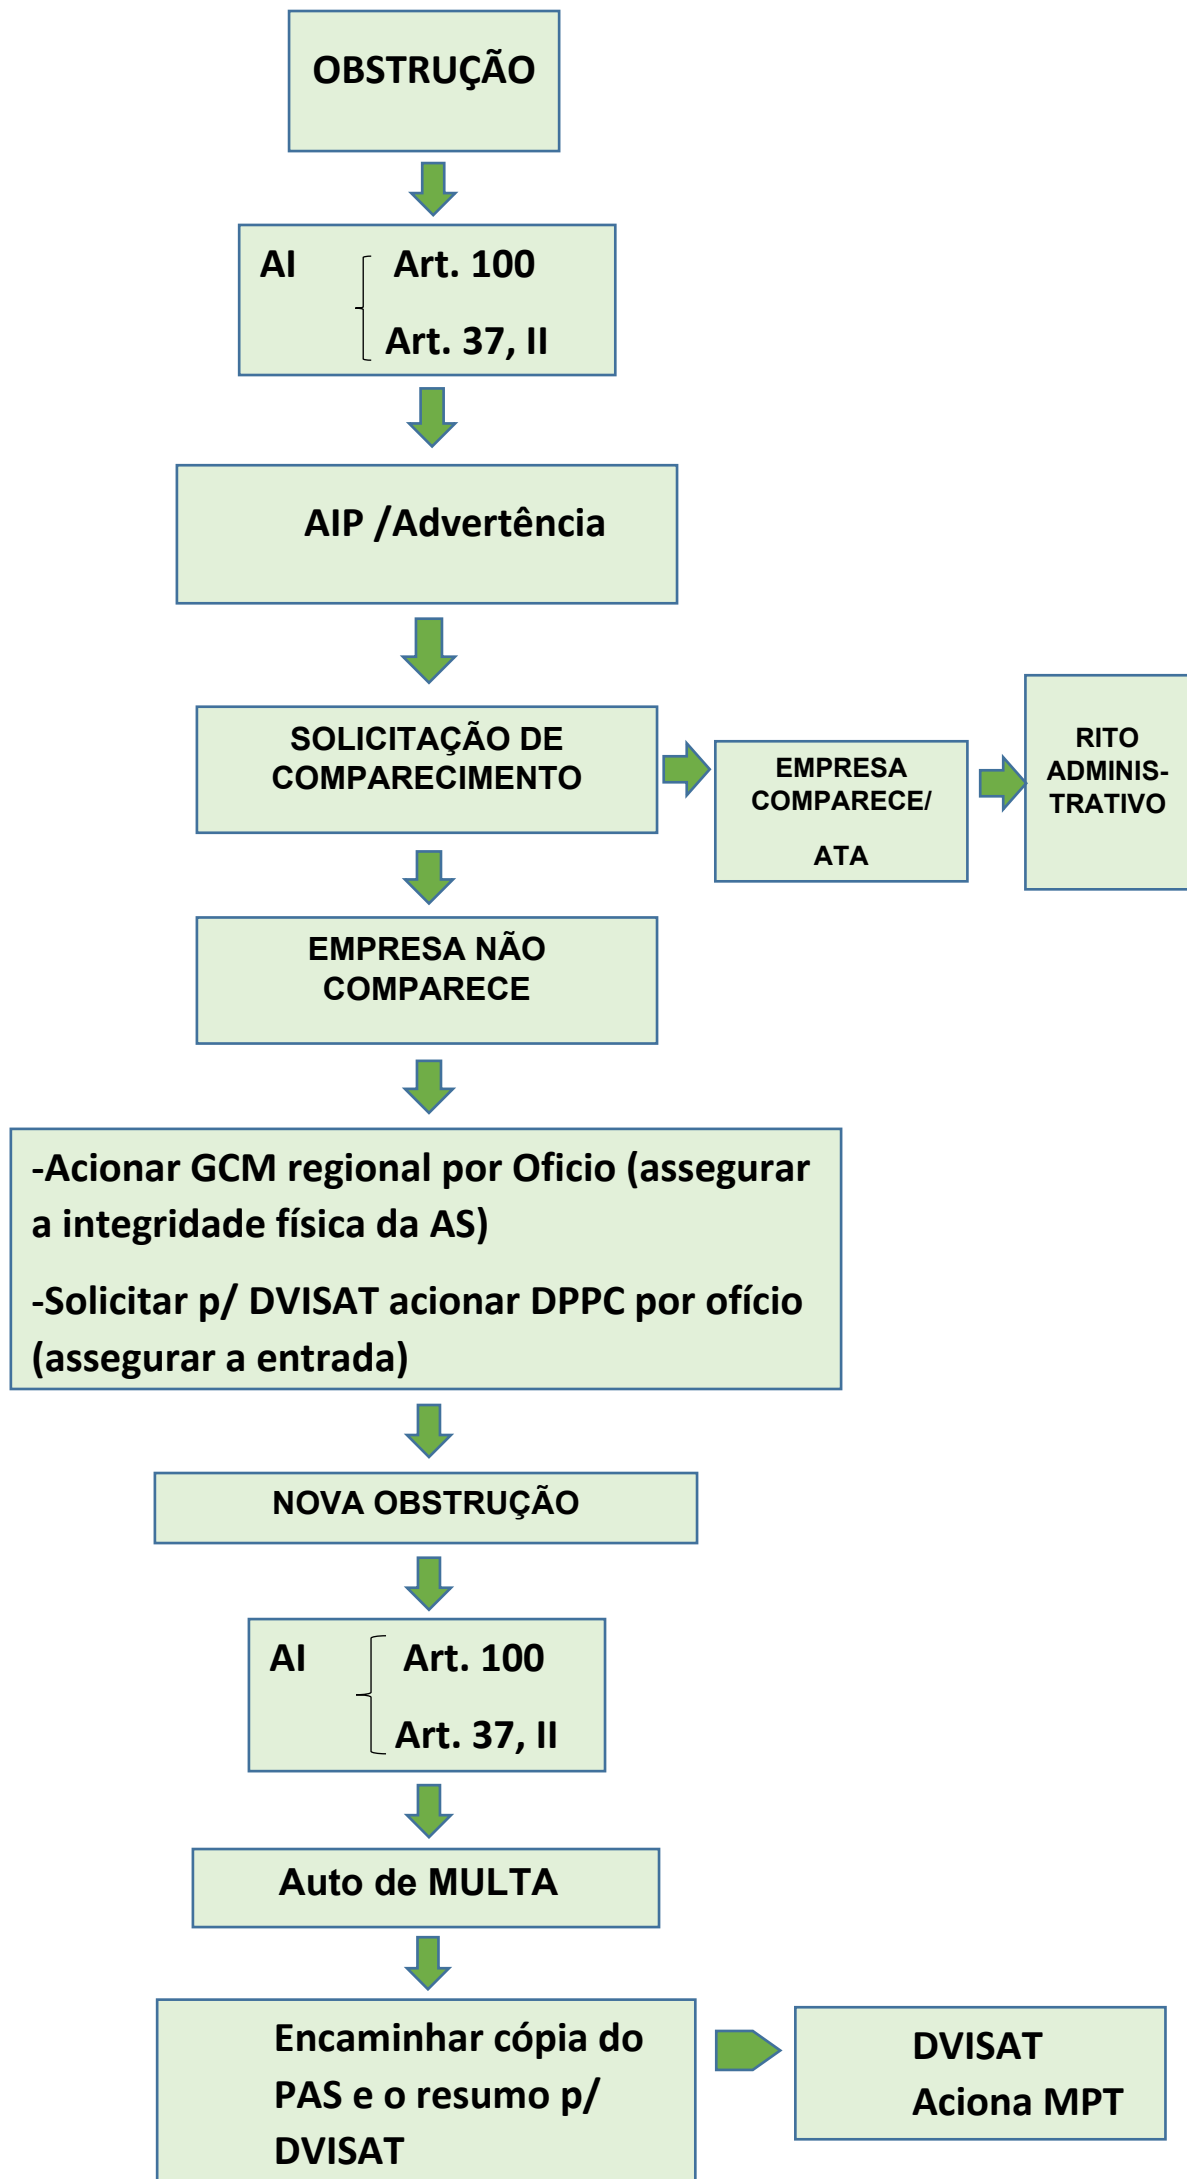 OBSTRUÇÃO
AI Art. 100
Art. 37, II
AIP /Advertência
SOLICITAÇÃO DE
COMPARECIMENTO
EMPRESA
COMPARECE/
ATA
RITO
ADMINIS-
TRATIVO
EMPRESA NÃO
COMPARECE
-Acionar GCM regional por Oficio (assegurar
a integridade física da AS)
-Solicitar p/ DVISAT acionar DPPC por ofício
(assegurar a entrada)
NOVA OBSTRUÇÃO
AI Art. 100
Art. 37, II
Auto de MULTA
Encaminhar cópia do
PAS e o resumo p/
DVISAT
DVISAT
Aciona MPT